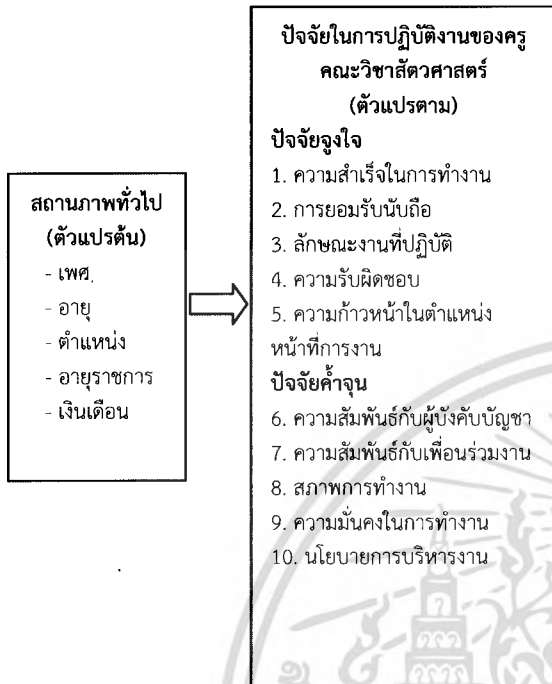 สถานภาพทั่วไป
(ตัวแปรต้น)
- เพศ
- อายุ
- ตำแหน่ง
- อายุราชการ
- เงินเดือน
ปัจจัยในการปฏิบัติงานของครู
คณะวิชาสัตวศาสตร์
(ตัวแปรตาม)
ปัจจัยจูงใจ
1. ความสำเร็จในการทำงาน
2. การยอมรับนับถือ
3. ลักษณะงานที่ปฏิบัติ
4. ความรับผิดชอบ
5. ความก้าวหน้าในตำแหน่ง
หน้าที่การงาน
ปัจจัยค้ำจุน
6. ความสัมพันธ์กับผู้บังคับบัญชา
7. ความสัมพันธ์กับเพื่อนร่วมงาน
8. สภาพการทำงาน
9. ความมั่นคงในการทำงาน
10. นโยบายการบริหารงาน